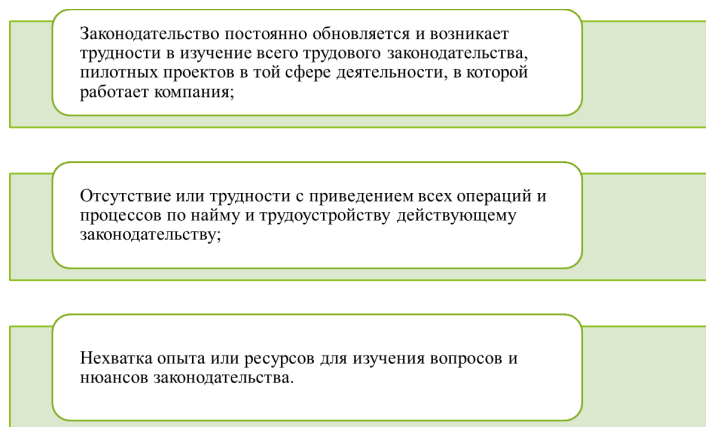 Законодательство постоянно обновляется и возникает
трудности в изучение всего трудового законодательства,
пилотных проектов в той сфере деятельности, в которой
работает компания;
Отсутствие или трудности с приведением всех операций и
процессов по найму и трудоустройству действующему
законодательству;
Нехватка опыта или ресурсов для изучения вопросов и
нюансов законодательства.